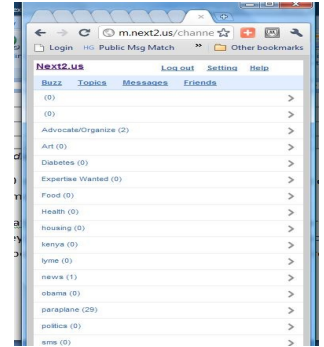 m.next2.us/channe
Login HG Public Msg Match » Other bookmarks
Next2.us Log out Setting Help
Buzz Topics Messages Friends
(0)
(0)
Advocate/Organize (2)
Art (0)
Diabetes (0)
Expertise Wanted (0)
Food (0)
Health (0)
housing (0)
kenya (0)
lyme (0)
news (1)
obama (0)
paraplane (29)
politics (0)
sms (0)